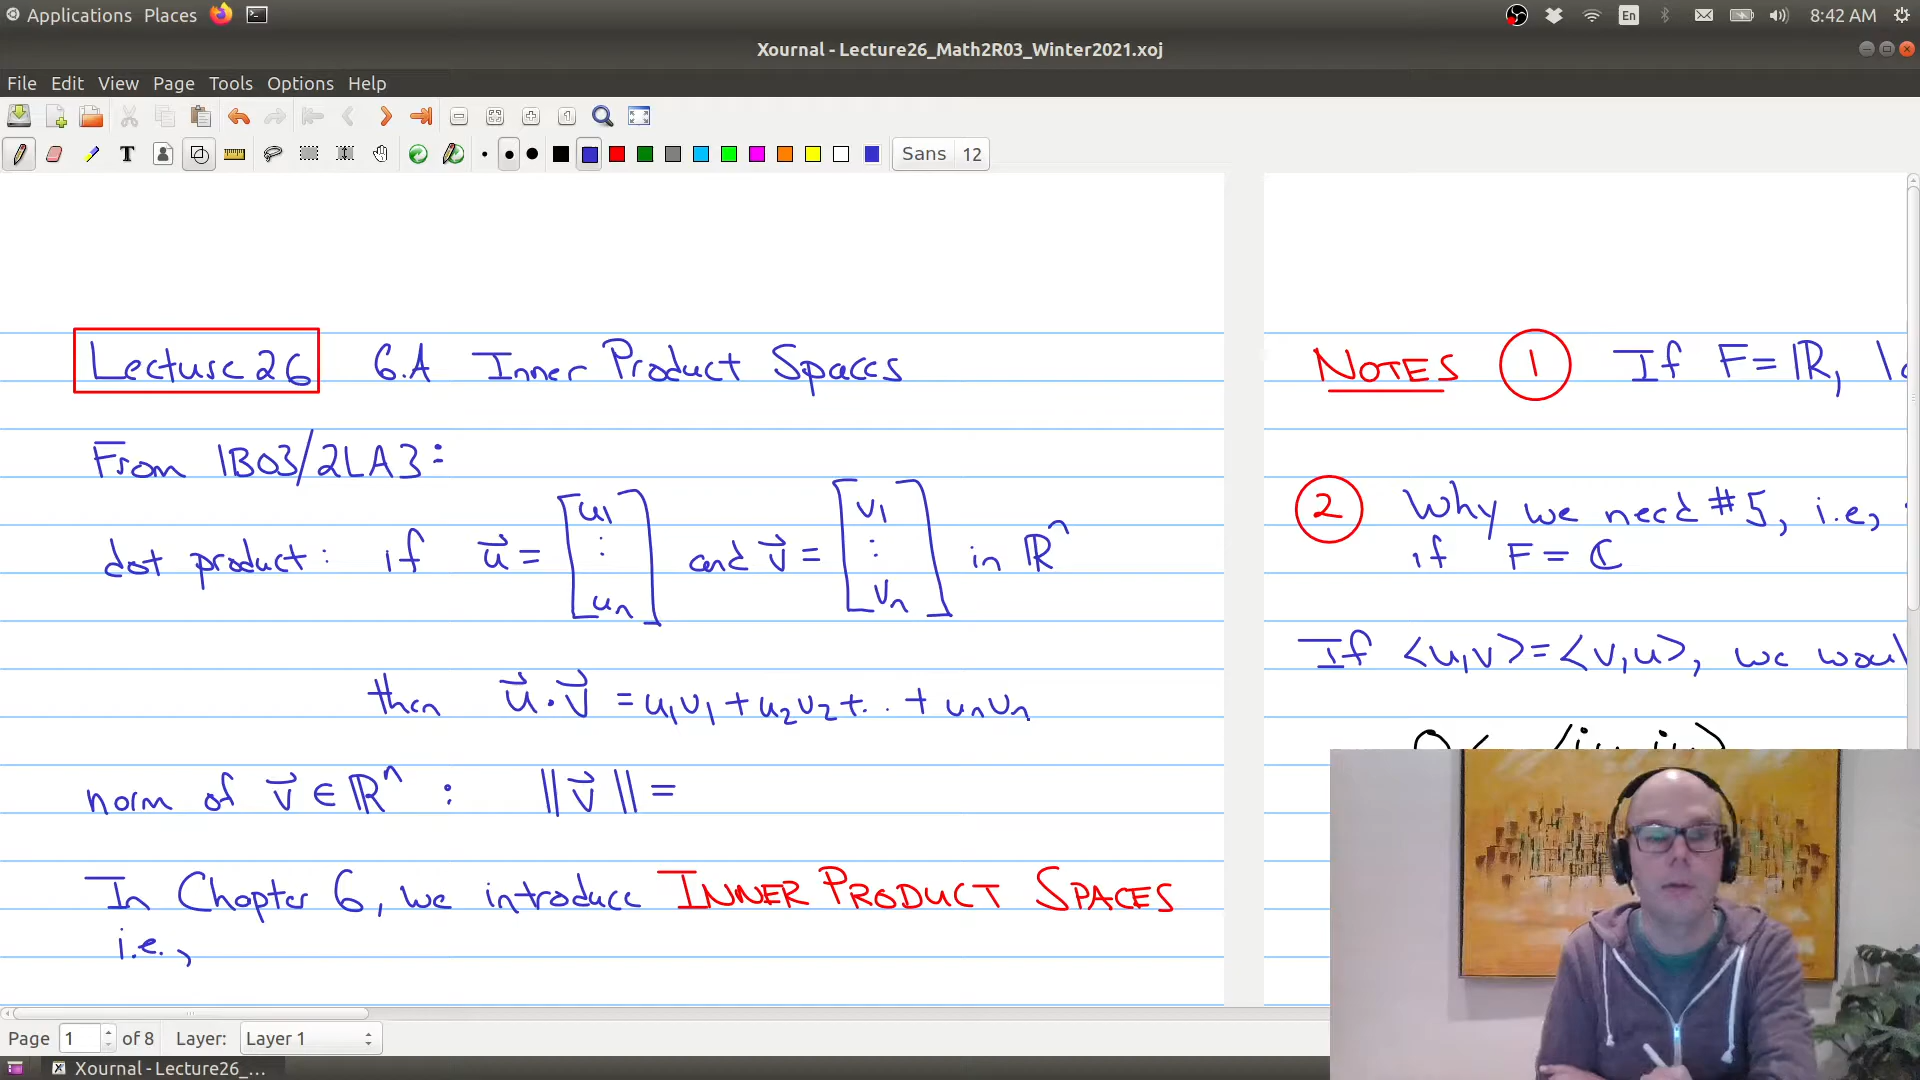 Applications Places En 8:42 AM
Xournal - Lecture26_Math2R03_Winter2021.xoj
File Edit View Page Tools Options Help
T Sans 12
Lecture 26 6.A Inner Product Spaces
From 1B03/2LA3:
dot product: if u⃗ = [u1 ⋮ un] and v⃗ = [v1 ⋮ vn] in ℝⁿ
then u⃗ · v⃗ = u1v1 + u2v2 + ... + unvn
norm of v⃗ ∈ ℝⁿ : ||v⃗|| =
In Chapter 6, we introduce INNER PRODUCT SPACES
i.e.,
NOTES 1 If F = ℝ,
2 Why we need #5, i.e,
if F = ℂ
If <u,v> = <v,u>, we
Page 1 of 8 Layer: Layer 1
Xournal - Lecture26_...